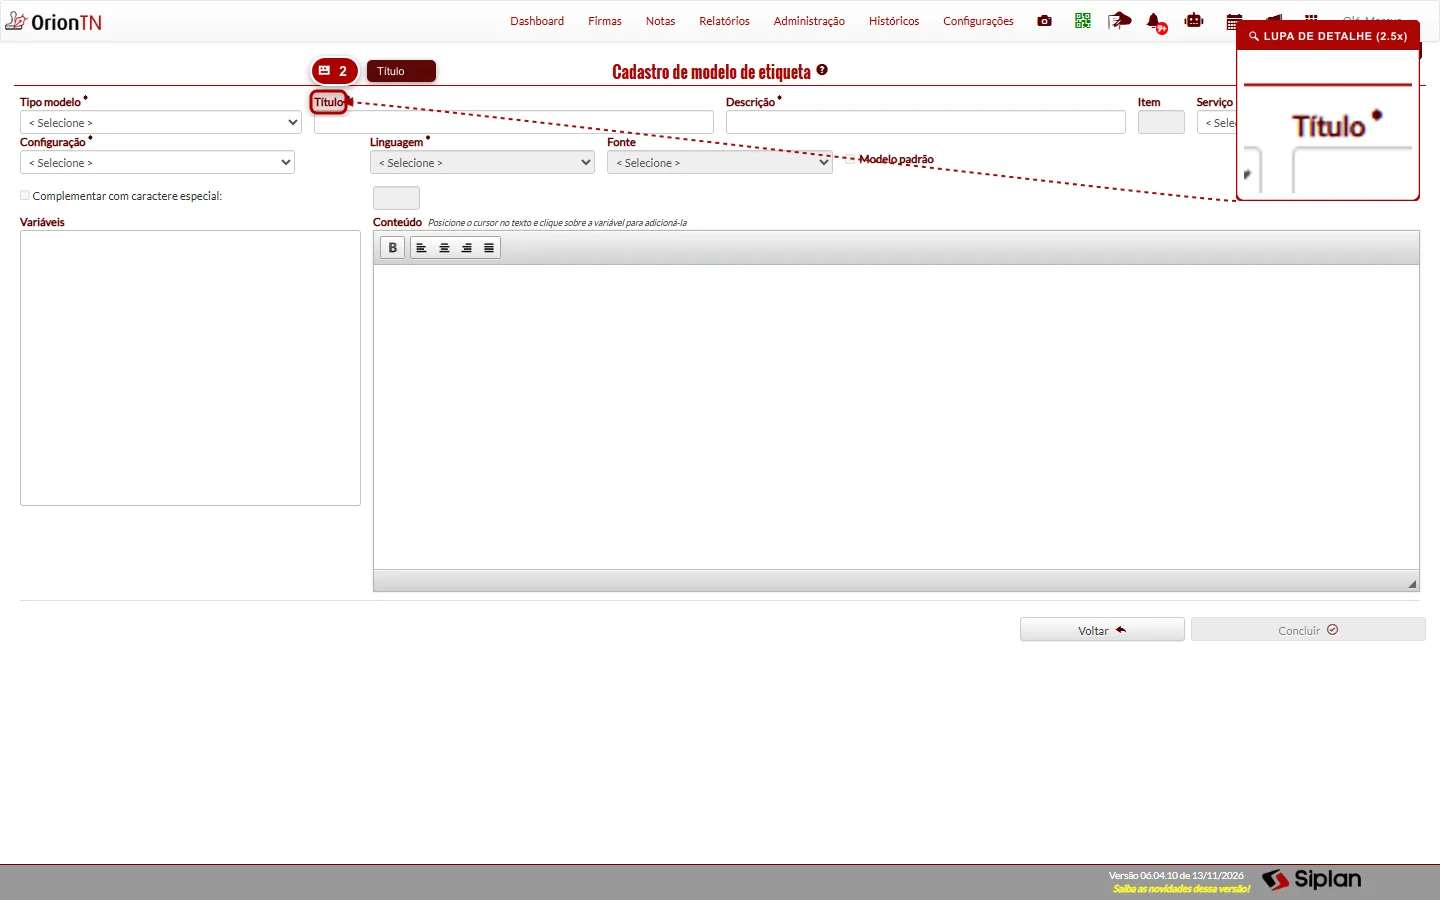 OrionTN
Dashboard
Firmas
Notas
Relatórios
Administração
Históricos
Configurações
9+
LUPA DE DETALHE (2.5x)
Título
2
Título
Cadastro de modelo de etiqueta
Tipo modelo
Título
Descrição
Item
Serviço
< Selecione >
< Sele
Configuração
Linguagem
Fonte
< Selecione >
< Selecione >
< Selecione >
Modelo padrão
Complementar com caractere especial:
Variáveis
Conteúdo
Posicione o cursor no texto e clique sobre a variável para adicioná-la
B
Voltar
Concluir
Versão 06.04.10 de 13/11/2026
Saiba as novidades dessa versão!
Siplan